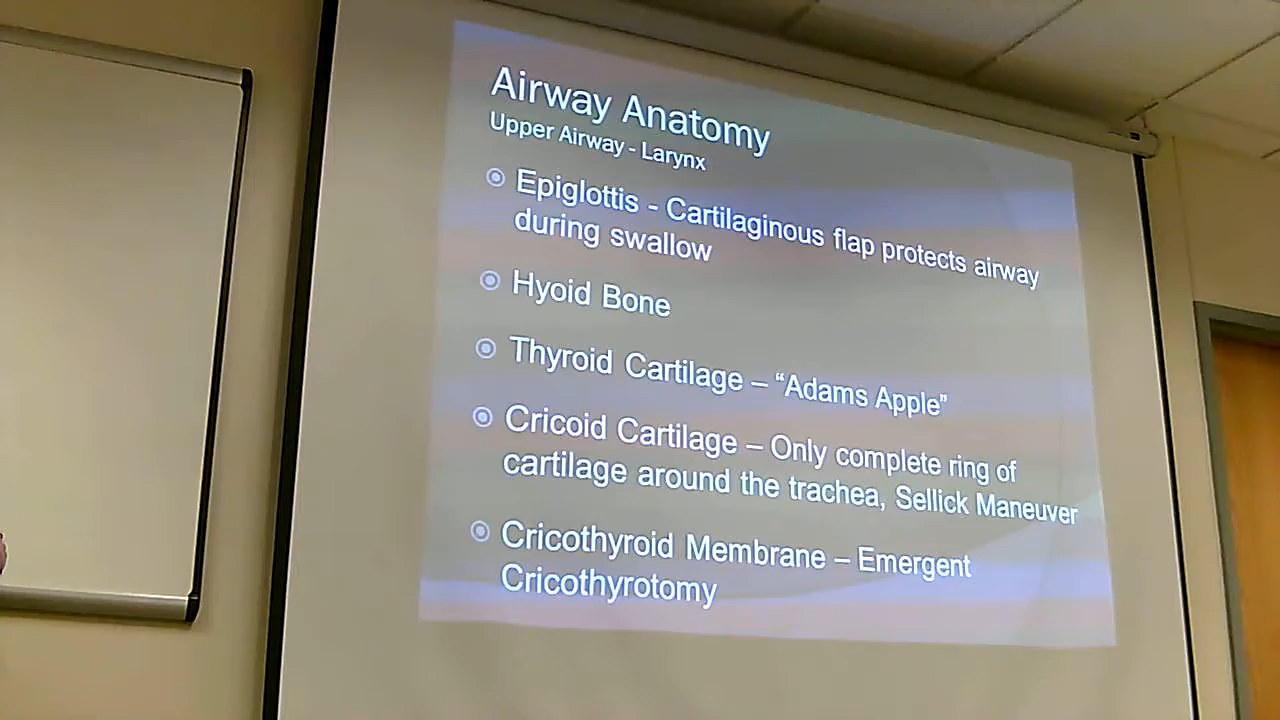 Airway Anatomy
Upper Airway - Larynx
Epiglottis - Cartilaginous flap protects airway
during swallow
Hyoid Bone
Thyroid Cartilage – “Adams Apple”
Cricoid Cartilage – Only complete ring of
cartilage around the trachea, Sellick Maneuver
Cricothyroid Membrane – Emergent
Cricothyrotomy